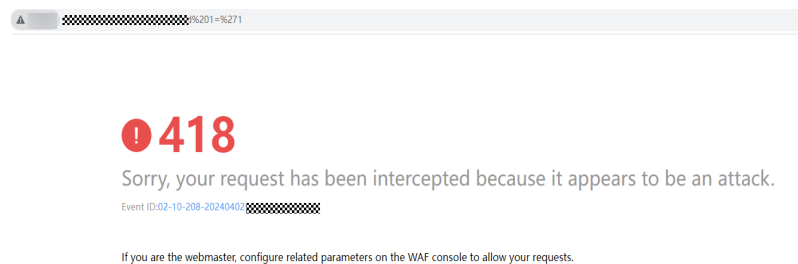 %201=%271
418
Sorry, your request has been intercepted because it appears to be an attack.
Event ID:02-10-208-20240402
If you are the webmaster, configure related parameters on the WAF console to allow your requests.